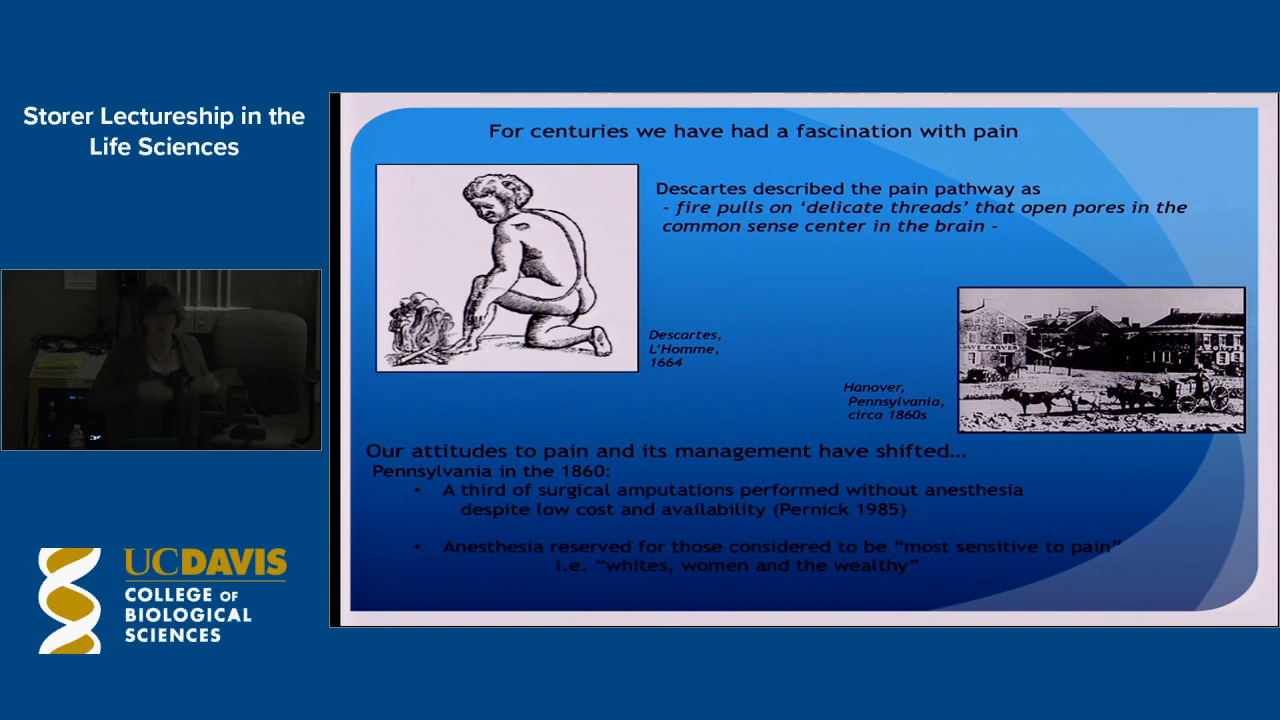 Storer Lectureship in the
Life Sciences
For centuries we have had a fascination with pain
Descartes described the pain pathway as
- fire pulls on ‘delicate threads’ that open pores in the
common sense center in the brain -
Descartes,
L’Homme,
1664
Hanover,
Pennsylvania,
circa 1860s
Our attitudes to pain and its management have shifted…
Pennsylvania in the 1860:
• A third of surgical amputations performed without anesthesia
despite low cost and availability (Pernick 1985)
• Anesthesia reserved for those considered to be “most sensitive to pain”
i.e. “whites, women and the wealthy”
UCDAVIS
COLLEGE OF
BIOLOGICAL
SCIENCES